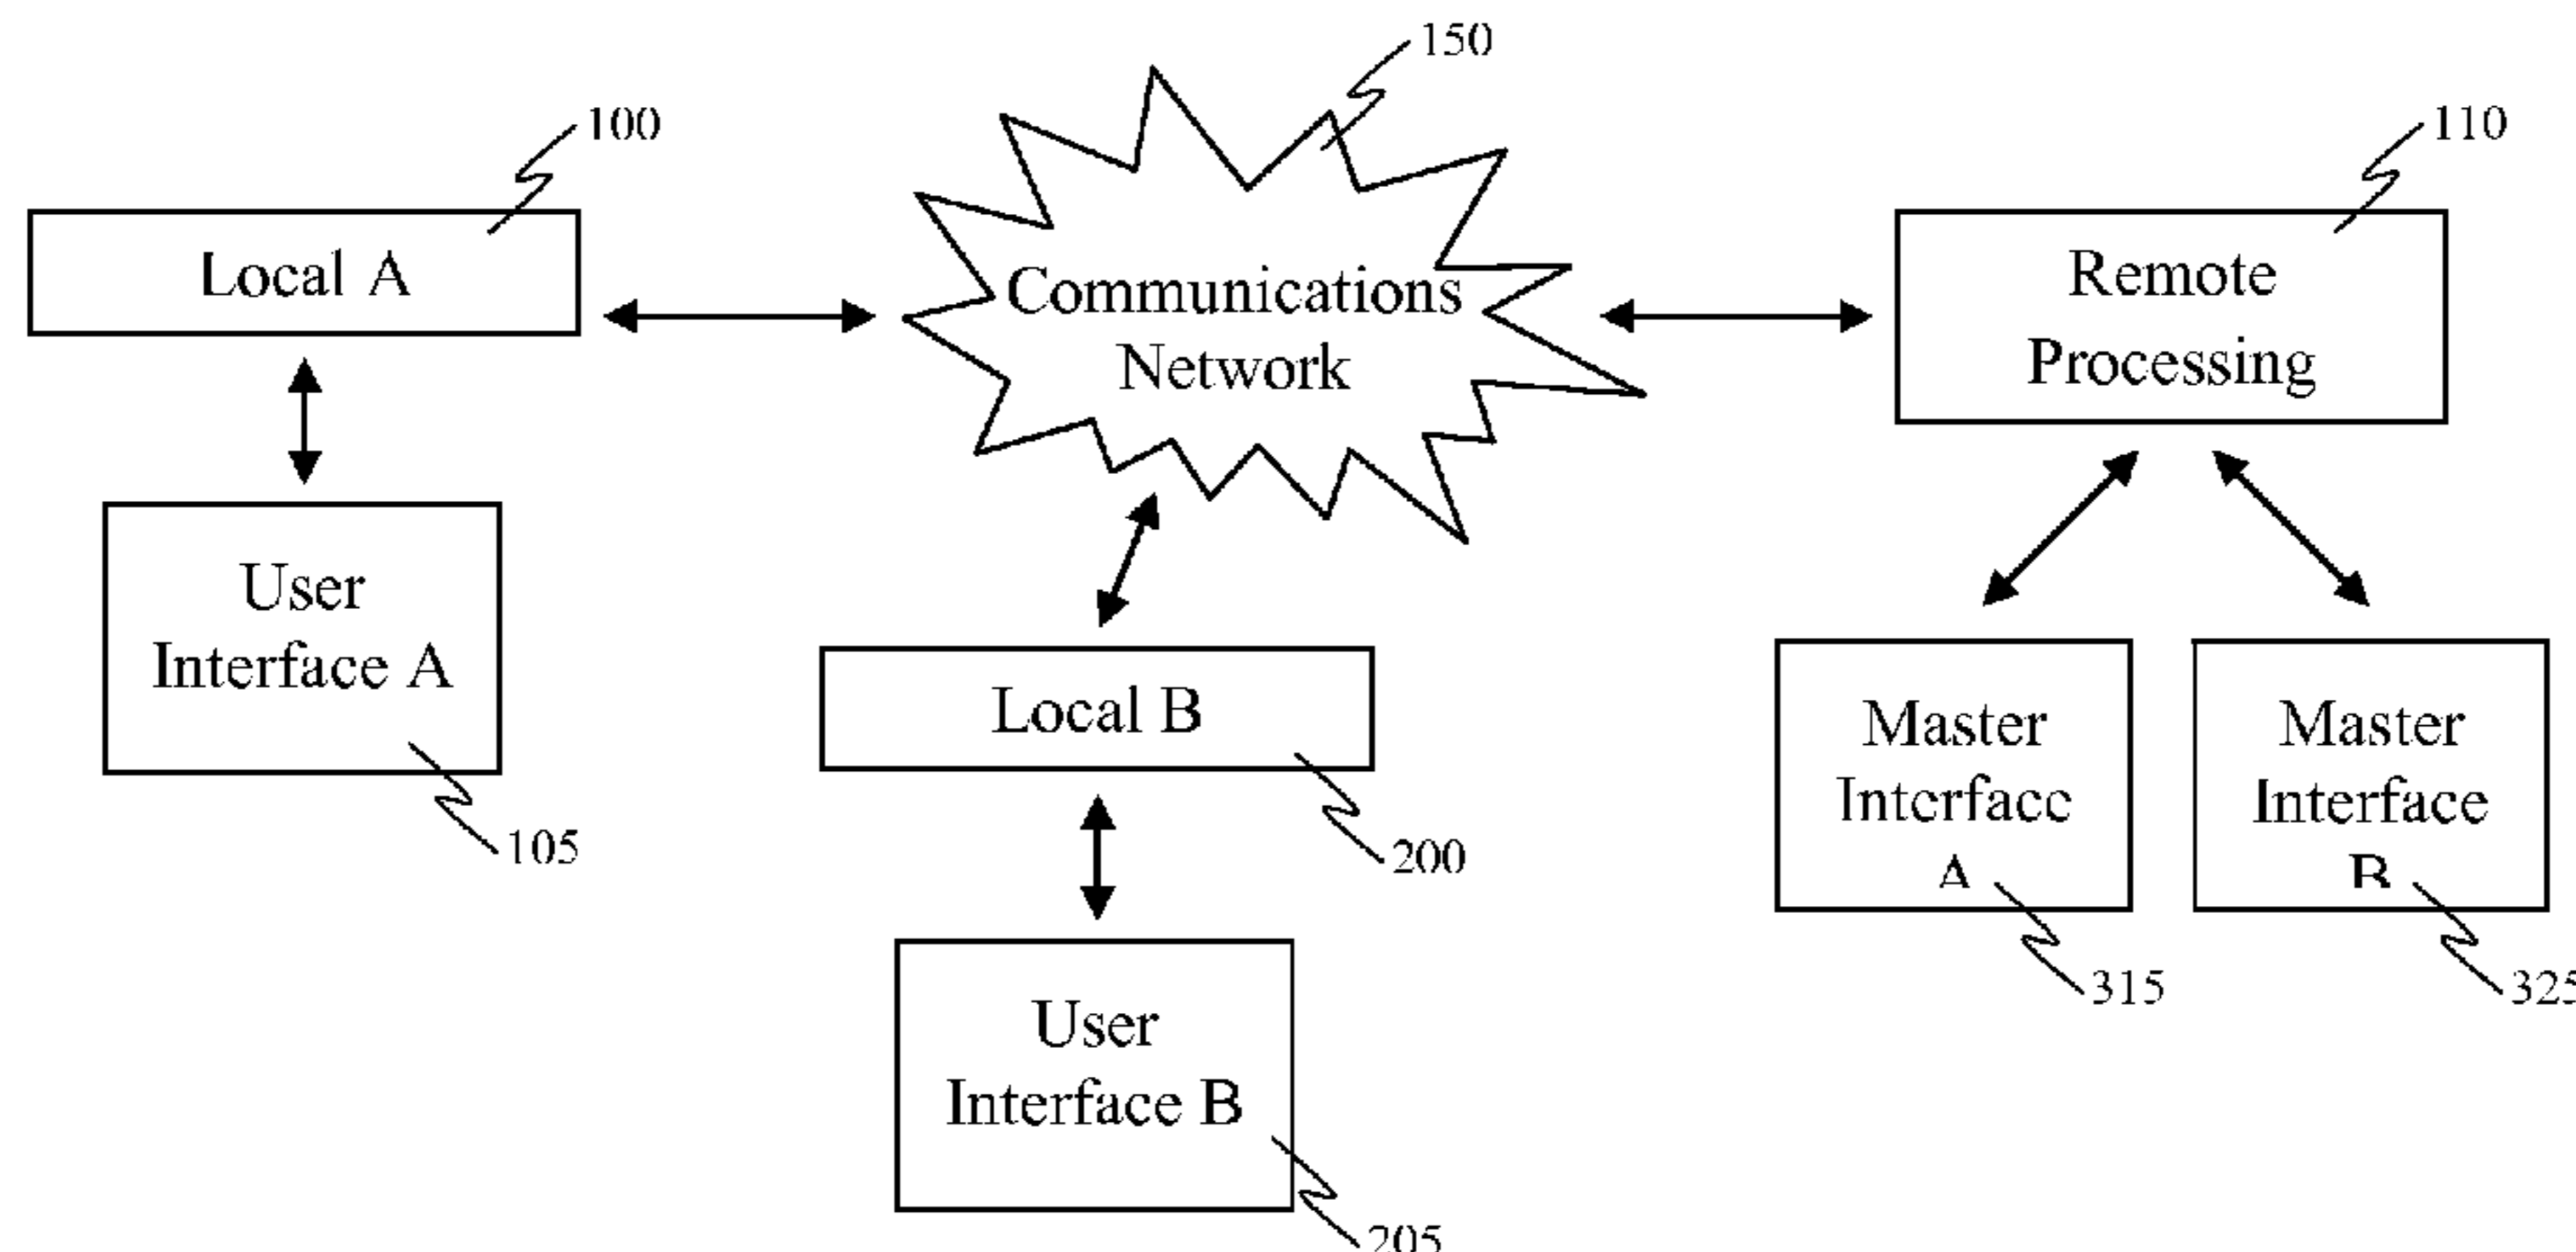 150
100
110
Local A
Communications
Network
Remote
Processing
User
Interface A
105
Local B
200
User
Interface B
205
Master
Interface
A
315
Master
Interface
B
325